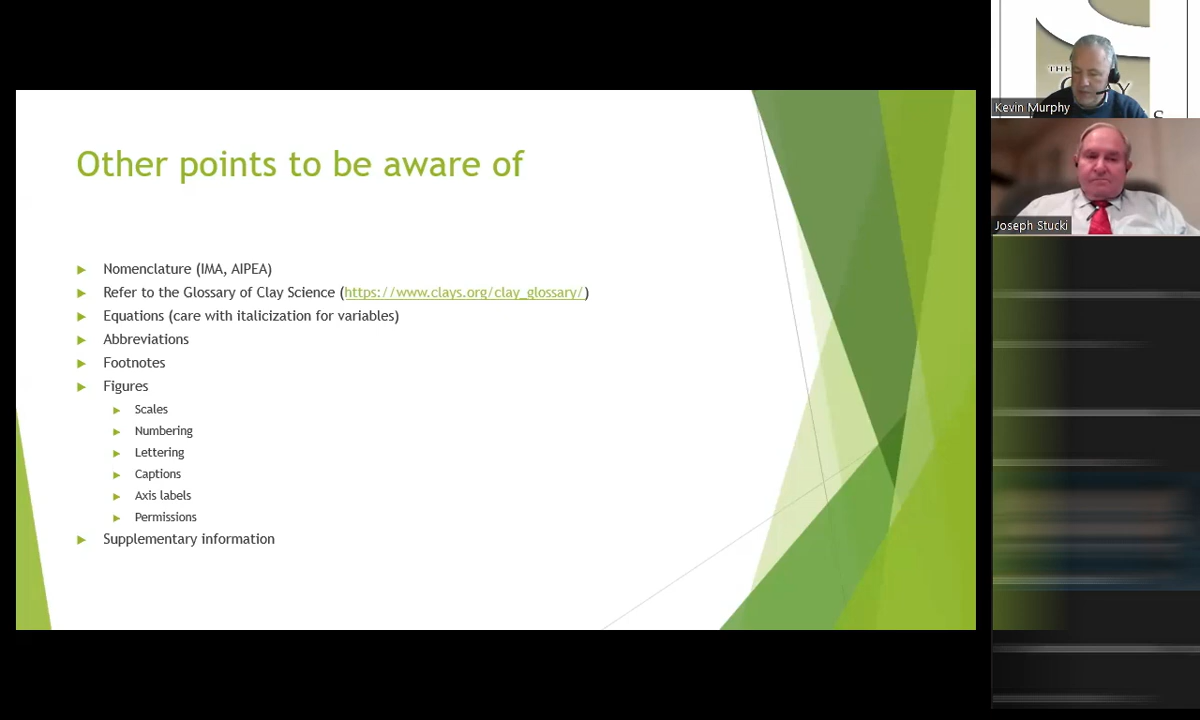 Other points to be aware of
Nomenclature (IMA, AIPEA)
Refer to the Glossary of Clay Science (https://www.clays.org/clay_glossary/)
Equations (care with italicization for variables)
Abbreviations
Footnotes
Figures
Scales
Numbering
Lettering
Captions
Axis labels
Permissions
Supplementary information
THE
Kevin Murphy
Joseph Stucki